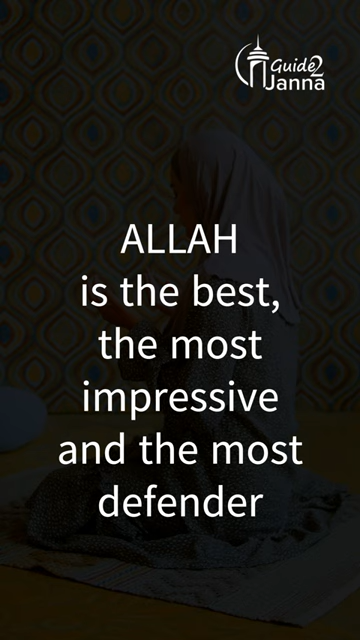 Guide2
Janna
ALLAH
is the best,
the most
impressive
and the most
defender